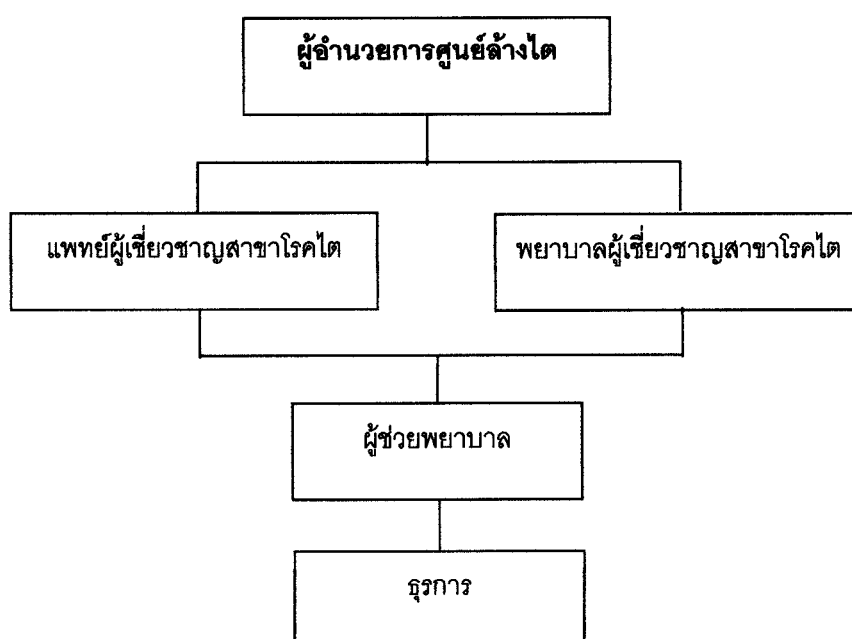 ผู้อำนวยการศูนย์ล้างไต
แพทย์ผู้เชี่ยวชาญสาขาโรคไต
พยาบาลผู้เชี่ยวชาญสาขาโรคไต
ผู้ช่วยพยาบาล
ธุรการ